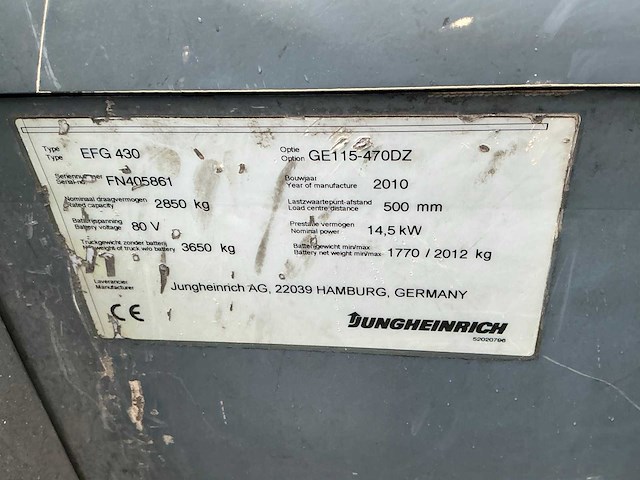 Type
Type EFG 430
Optie
Option GE115-470DZ
Serienummer
Serial-no. FN405861
Bouwjaar
Year of manufacture 2010
Nominaal draagvermogen
Rated capacity 2850 kg
Lastzwaartepunt-afstand
Load centre distance 500 mm
Batterijspanning
Battery voltage 80 V
Prestatie vermogen
Nominal power 14,5 kW
Truckgewicht zonder batterij
Net weight of truck w/o battery 3650 kg
Batterijgewicht min/max
Battery net weight min/max 1770 / 2012 kg
Leverancier
Manufacturer Jungheinrich AG, 22039 HAMBURG, GERMANY
CE
JUNGHEINRICH
52020766